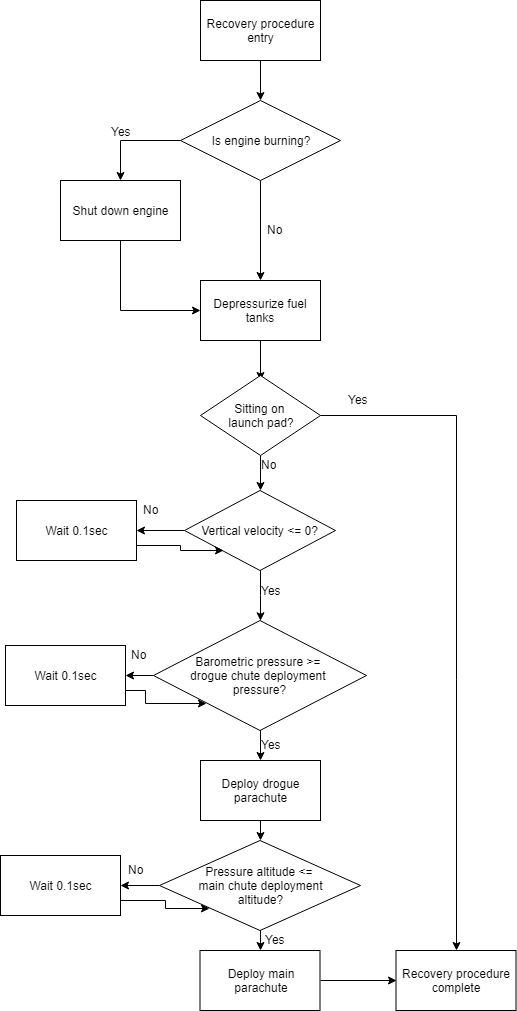 Recovery procedure
entry
Is engine burning?
Yes
Shut down engine
No
Depressurize fuel
tanks
Sitting on
launch pad?
Yes
No
Vertical velocity <= 0?
No
Wait 0.1sec
Yes
Barometric pressure >=
drogue chute deployment
pressure?
No
Wait 0.1sec
Yes
Deploy drogue
parachute
Pressure altitude <=
main chute deployment
altitude?
No
Wait 0.1sec
Yes
Deploy main
parachute
Recovery procedure
complete